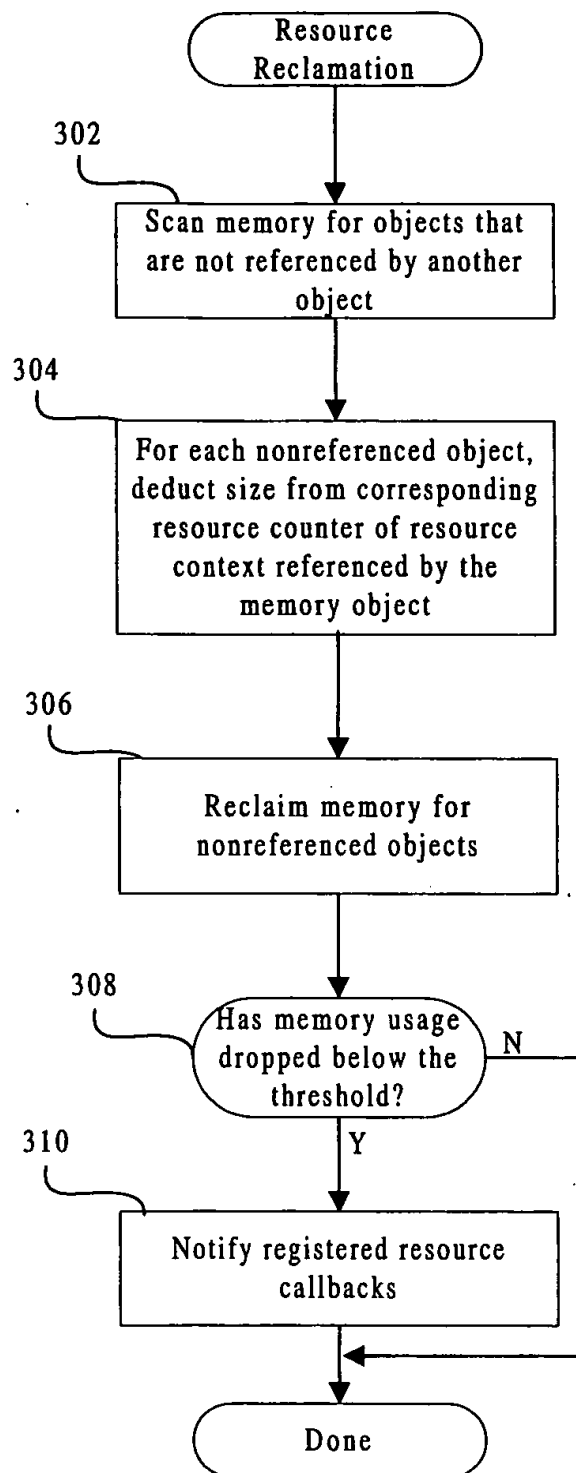 Resource
Reclamation
302
Scan memory for objects that
are not referenced by another
object
304
For each nonreferenced object,
deduct size from corresponding
resource counter of resource
context referenced by the
memory object
306
Reclaim memory for
nonreferenced objects
308
Has memory usage
dropped below the
threshold?
N
Y
310
Notify registered resource
callbacks
Done